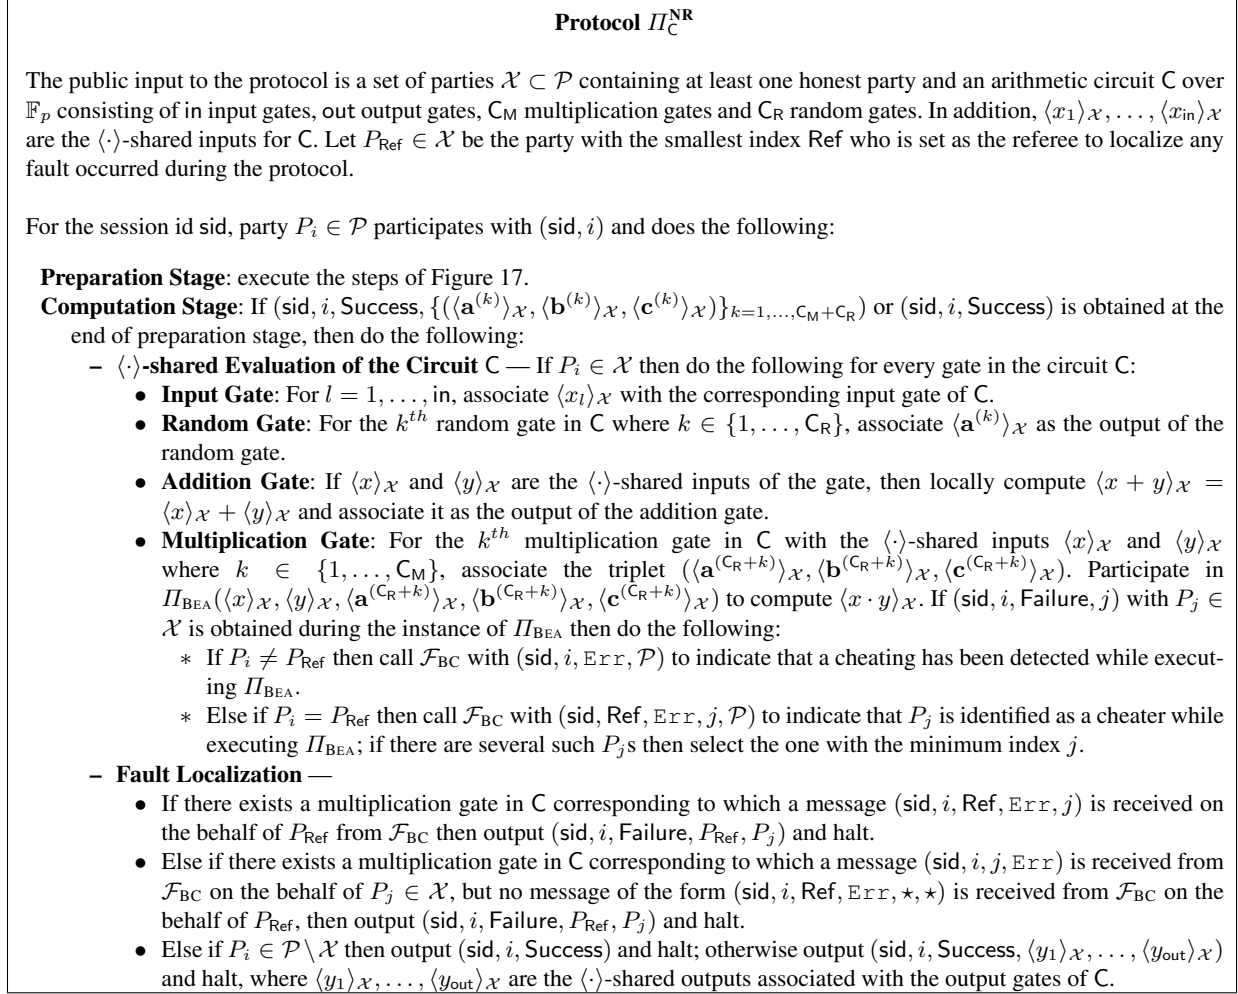 Protocol Π_C^NR
The public input to the protocol is a set of parties 𝒳 ⊂ 𝒫 containing at least one honest party and an arithmetic circuit C over
𝔽_p consisting of in input gates, out output gates, C_M multiplication gates and C_R random gates. In addition, ⟨x_1⟩_𝒳, . . . , ⟨x_in⟩_𝒳
are the ⟨·⟩-shared inputs for C. Let P_Ref ∈ 𝒳 be the party with the smallest index Ref who is set as the referee to localize any
fault occurred during the protocol.
For the session id sid, party P_i ∈ 𝒫 participates with (sid, i) and does the following:
Preparation Stage: execute the steps of Figure 17.
Computation Stage: If (sid, i, Success, {(⟨a^(k)⟩_𝒳, ⟨b^(k)⟩_𝒳, ⟨c^(k)⟩_𝒳)}_{k=1,...,C_M+C_R}) or (sid, i, Success) is obtained at the
end of preparation stage, then do the following:
– ⟨·⟩-shared Evaluation of the Circuit C — If P_i ∈ 𝒳 then do the following for every gate in the circuit C:
• Input Gate: For l = 1, . . . , in, associate ⟨x_l⟩_𝒳 with the corresponding input gate of C.
• Random Gate: For the k^th random gate in C where k ∈ {1, . . . , C_R}, associate ⟨a^(k)⟩_𝒳 as the output of the
random gate.
• Addition Gate: If ⟨x⟩_𝒳 and ⟨y⟩_𝒳 are the ⟨·⟩-shared inputs of the gate, then locally compute ⟨x + y⟩_𝒳 =
⟨x⟩_𝒳 + ⟨y⟩_𝒳 and associate it as the output of the addition gate.
• Multiplication Gate: For the k^th multiplication gate in C with the ⟨·⟩-shared inputs ⟨x⟩_𝒳 and ⟨y⟩_𝒳
where k ∈ {1, . . . , C_M}, associate the triplet (⟨a^(C_R+k)⟩_𝒳, ⟨b^(C_R+k)⟩_𝒳, ⟨c^(C_R+k)⟩_𝒳). Participate in
Π_BEA(⟨x⟩_𝒳, ⟨y⟩_𝒳, ⟨a^(C_R+k)⟩_𝒳, ⟨b^(C_R+k)⟩_𝒳, ⟨c^(C_R+k)⟩_𝒳) to compute ⟨x · y⟩_𝒳. If (sid, i, Failure, j) with P_j ∈
𝒳 is obtained during the instance of Π_BEA then do the following:
∗ If P_i ≠ P_Ref then call ℱ_BC with (sid, i, Err, 𝒫) to indicate that a cheating has been detected while execut-
ing Π_BEA.
∗ Else if P_i = P_Ref then call ℱ_BC with (sid, Ref, Err, j, 𝒫) to indicate that P_j is identified as a cheater while
executing Π_BEA; if there are several such P_js then select the one with the minimum index j.
– Fault Localization —
• If there exists a multiplication gate in C corresponding to which a message (sid, i, Ref, Err, j) is received on
the behalf of P_Ref from ℱ_BC then output (sid, i, Failure, P_Ref, P_j) and halt.
• Else if there exists a multiplication gate in C corresponding to which a message (sid, i, j, Err) is received from
ℱ_BC on the behalf of P_j ∈ 𝒳, but no message of the form (sid, i, Ref, Err, ⋆, ⋆) is received from ℱ_BC on the
behalf of P_Ref, then output (sid, i, Failure, P_Ref, P_j) and halt.
• Else if P_i ∈ 𝒫 \ 𝒳 then output (sid, i, Success) and halt; otherwise output (sid, i, Success, ⟨y_1⟩_𝒳, . . . , ⟨y_out⟩_𝒳)
and halt, where ⟨y_1⟩_𝒳, . . . , ⟨y_out⟩_𝒳 are the ⟨·⟩-shared outputs associated with the output gates of C.